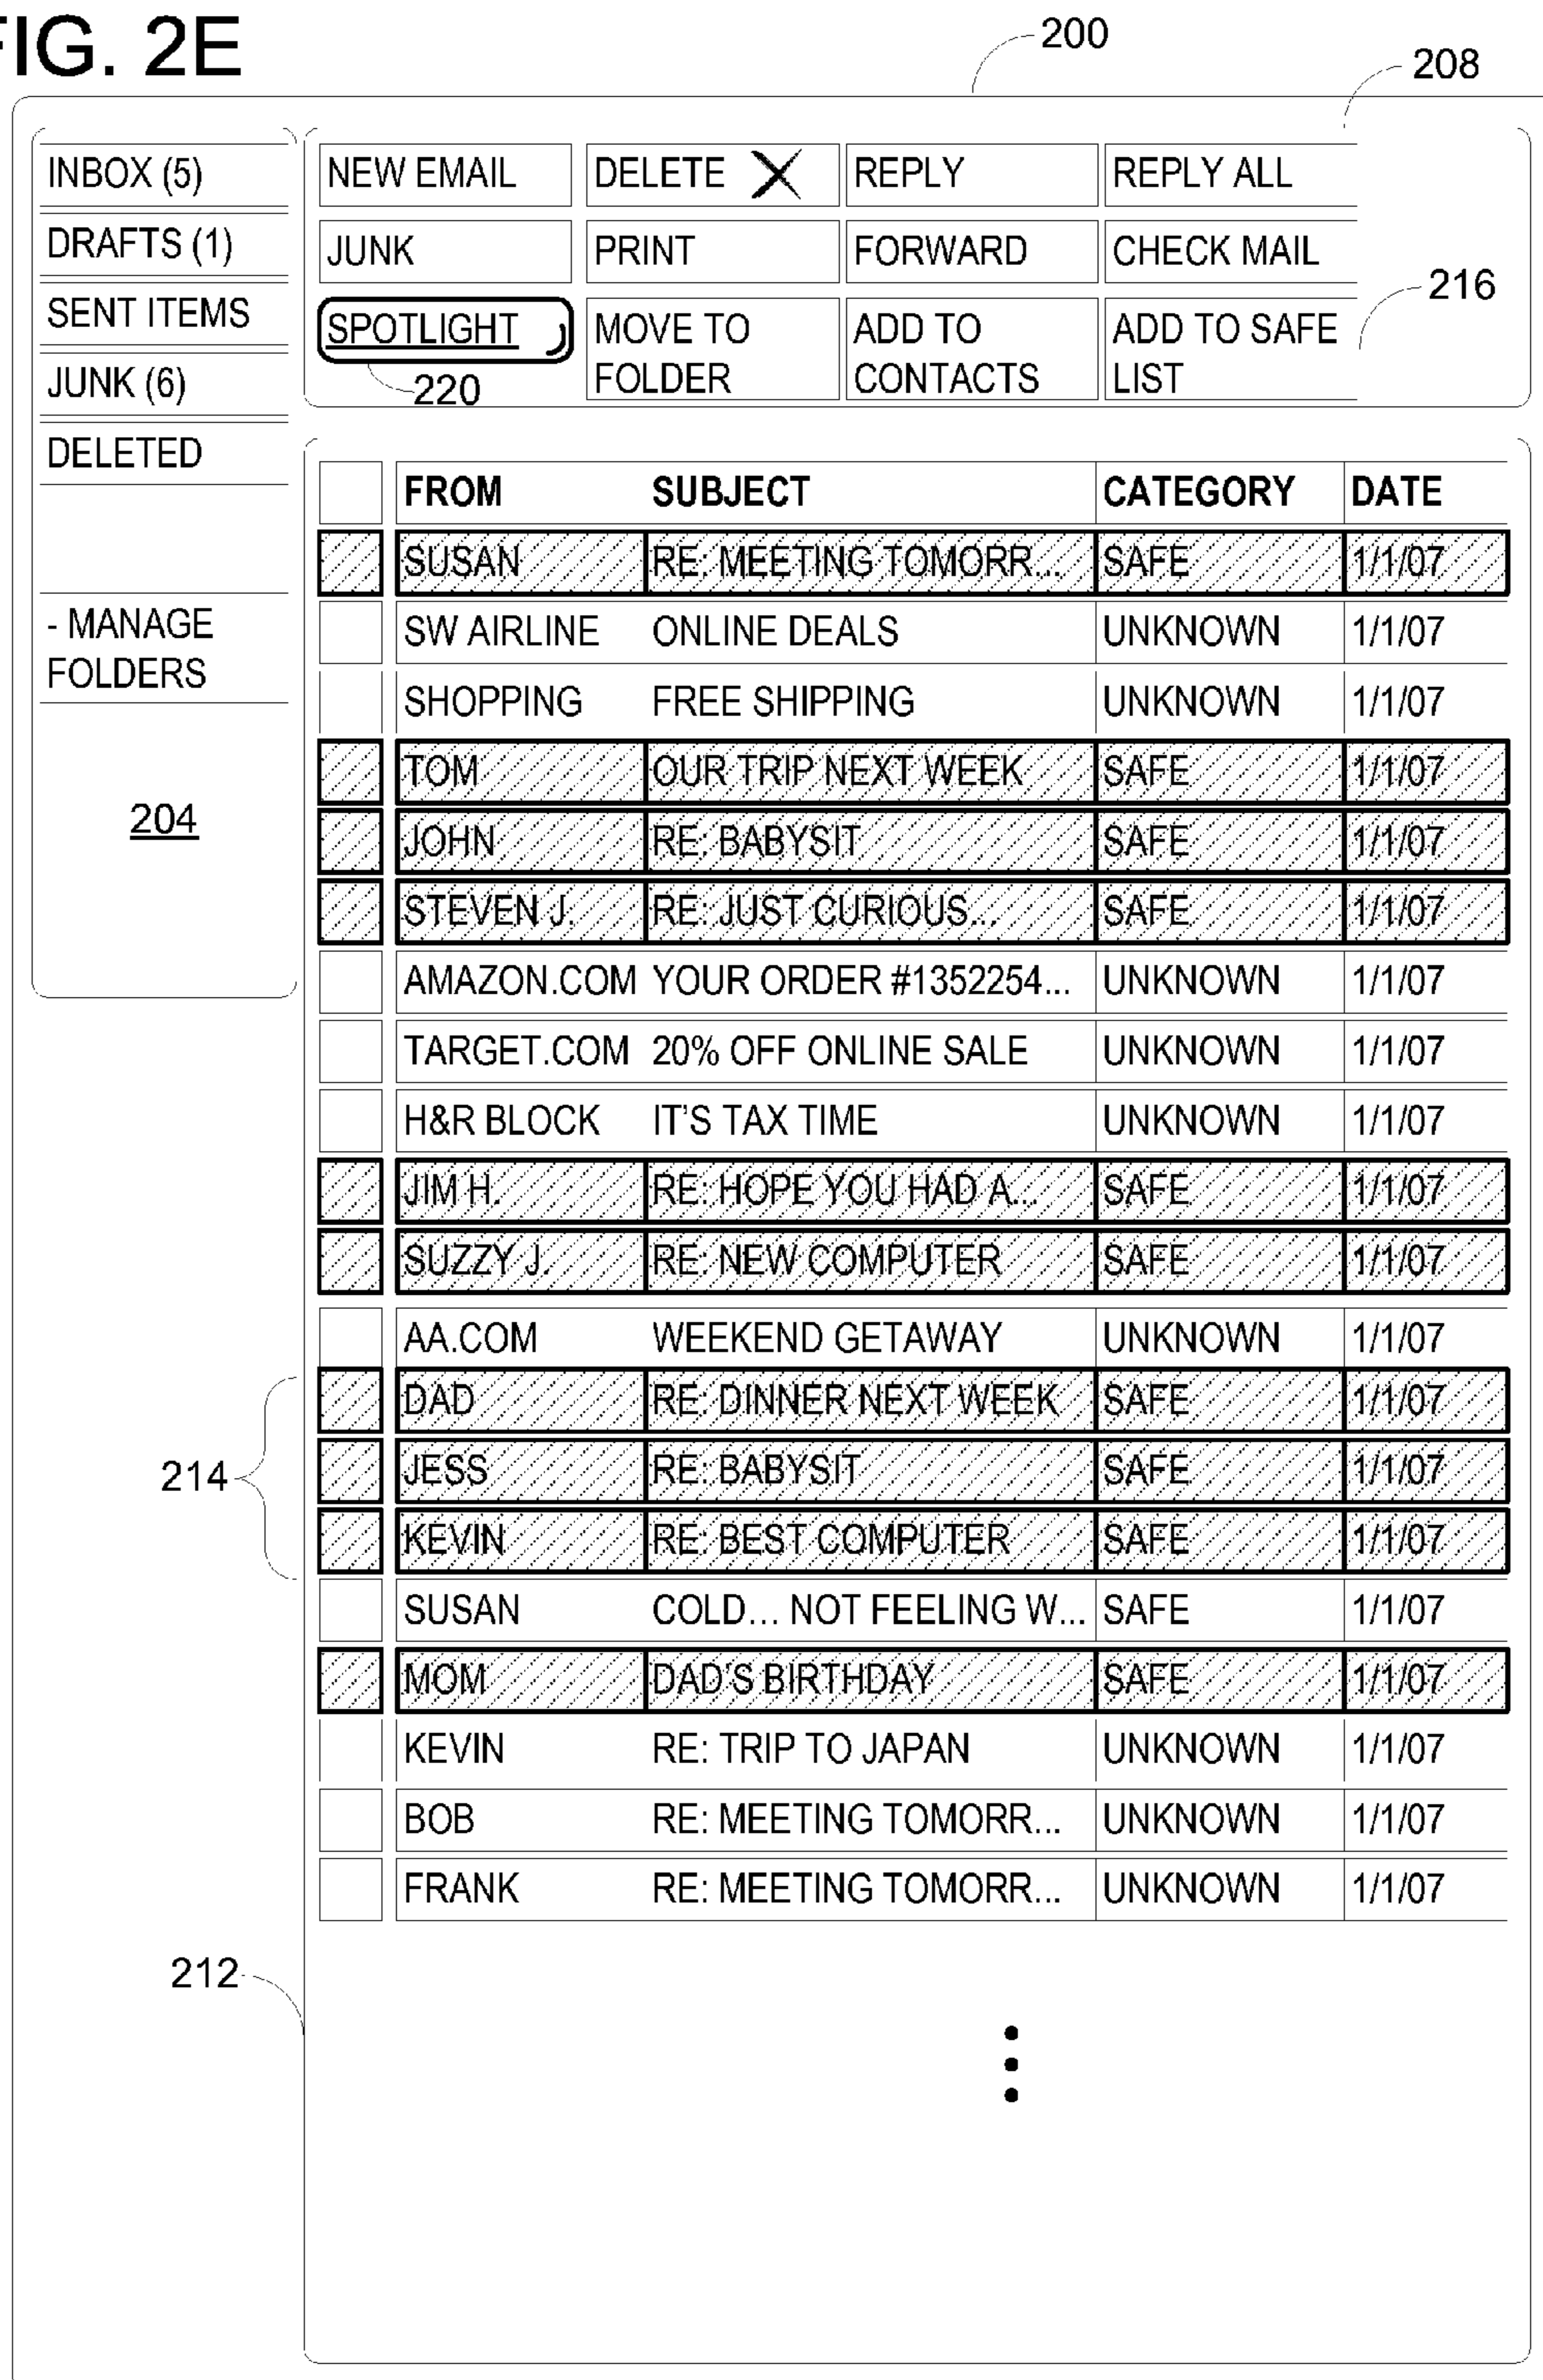 FIG. 2E
200
208
INBOX (5)
DRAFTS (1)
SENT ITEMS
JUNK (6)
DELETED
- MANAGE
FOLDERS
204
NEW EMAIL DELETE REPLY REPLY ALL
JUNK PRINT FORWARD CHECK MAIL
216
SPOTLIGHT MOVE TO FOLDER ADD TO CONTACTS ADD TO SAFE LIST
220
FROM SUBJECT CATEGORY DATE
SUSAN RE: MEETING TOMORR... SAFE 1/1/07
SW AIRLINE ONLINE DEALS UNKNOWN 1/1/07
SHOPPING FREE SHIPPING UNKNOWN 1/1/07
TOM OUR TRIP NEXT WEEK SAFE 1/1/07
JOHN RE: BABYSIT SAFE 1/1/07
STEVEN J. RE: JUST CURIOUS... SAFE 1/1/07
AMAZON.COM YOUR ORDER #1352254... UNKNOWN 1/1/07
TARGET.COM 20% OFF ONLINE SALE UNKNOWN 1/1/07
H&R BLOCK IT'S TAX TIME UNKNOWN 1/1/07
JIM H. RE: HOPE YOU HAD A... SAFE 1/1/07
SUZZY J. RE: NEW COMPUTER SAFE 1/1/07
AA.COM WEEKEND GETAWAY UNKNOWN 1/1/07
DAD RE: DINNER NEXT WEEK SAFE 1/1/07
214
JESS RE: BABYSIT SAFE 1/1/07
KEVIN RE: BEST COMPUTER SAFE 1/1/07
SUSAN COLD... NOT FEELING W... SAFE 1/1/07
MOM DAD'S BIRTHDAY SAFE 1/1/07
KEVIN RE: TRIP TO JAPAN UNKNOWN 1/1/07
BOB RE: MEETING TOMORR... UNKNOWN 1/1/07
FRANK RE: MEETING TOMORR... UNKNOWN 1/1/07
212